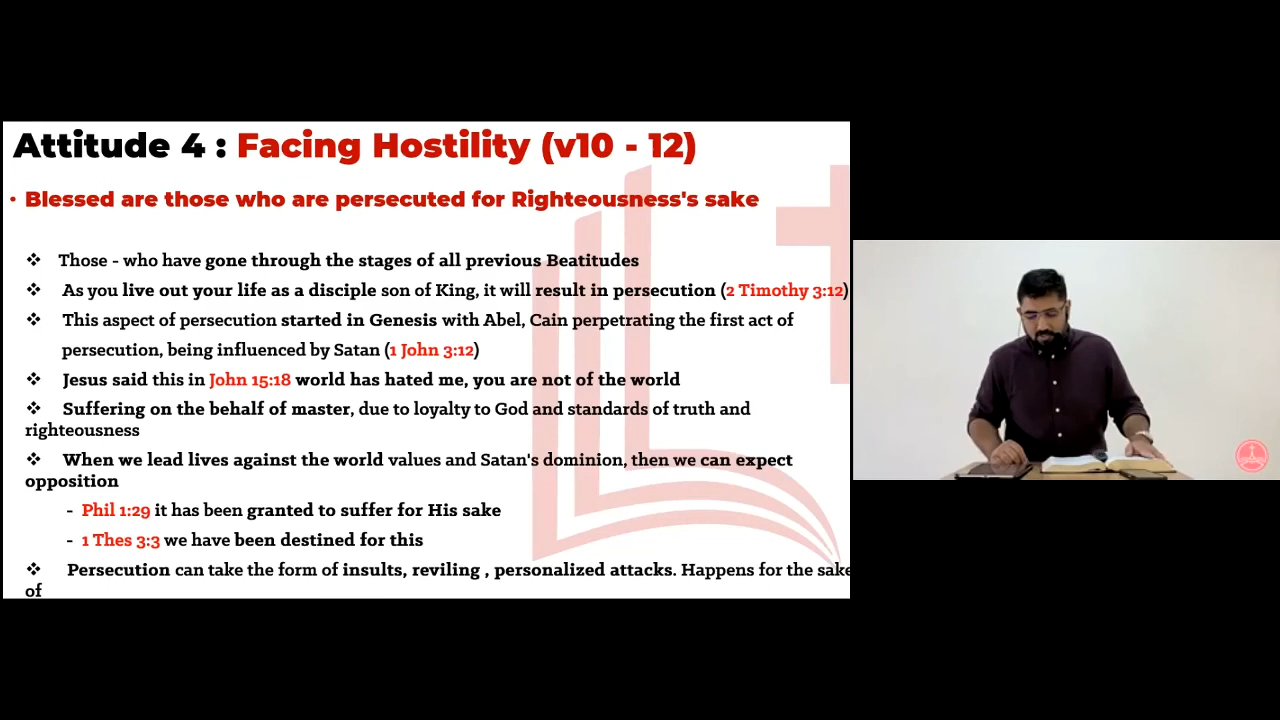 Attitude 4 : Facing Hostility (v10 - 12)
• Blessed are those who are persecuted for Righteousness's sake
❖ Those - who have gone through the stages of all previous Beatitudes
❖ As you live out your life as a disciple son of King, it will result in persecution (2 Timothy 3:12)
❖ This aspect of persecution started in Genesis with Abel, Cain perpetrating the first act of
persecution, being influenced by Satan (1 John 3:12)
❖ Jesus said this in John 15:18 world has hated me, you are not of the world
❖ Suffering on the behalf of master, due to loyalty to God and standards of truth and
righteousness
❖ When we lead lives against the world values and Satan's dominion, then we can expect
opposition
- Phil 1:29 it has been granted to suffer for His sake
- 1 Thes 3:3 we have been destined for this
❖ Persecution can take the form of insults, reviling , personalized attacks. Happens for the sake
of